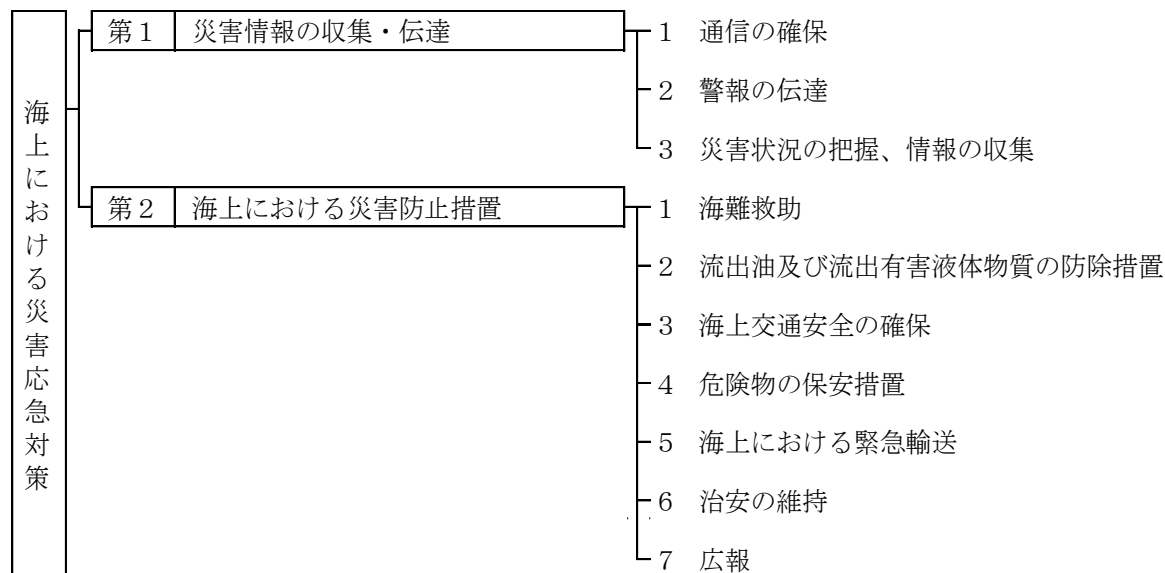 海上における災害応急対策
第1 災害情報の収集・伝達
1 通信の確保
2 警報の伝達
3 災害状況の把握、情報の収集
第2 海上における災害防止措置
1 海難救助
2 流出油及び流出有害液体物質の防除措置
3 海上交通安全の確保
4 危険物の保安措置
5 海上における緊急輸送
6 治安の維持
7 広報